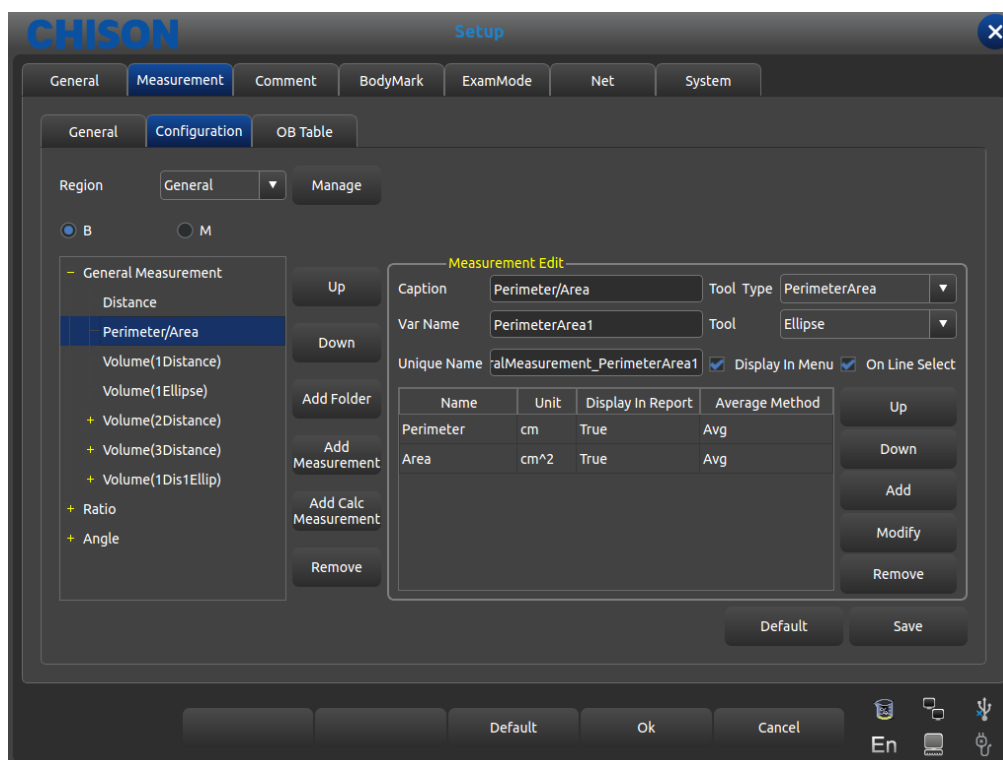 CHISON
Setup
General Measurement Comment BodyMark ExamMode Net System
General Configuration OB Table
Region General Manage
B M
General Measurement
Distance
Perimeter/Area
Volume(1Distance)
Volume(1Ellipse)
Volume(2Distance)
Volume(3Distance)
Volume(1Dis1Ellip)
Ratio
Angle
Up
Down
Add Folder
Add
Measurement
Add Calc
Measurement
Remove
Measurement Edit
Caption Perimeter/Area Tool Type PerimeterArea
Var Name PerimeterArea1 Tool Ellipse
Unique Name ralMeasurement_PerimeterArea1 Display In Menu On Line Select
Name Unit Display In Report Average Method
Perimeter cm True Avg
Area cm^2 True Avg
Up
Down
Add
Modify
Remove
Default Save
Default Ok Cancel
En